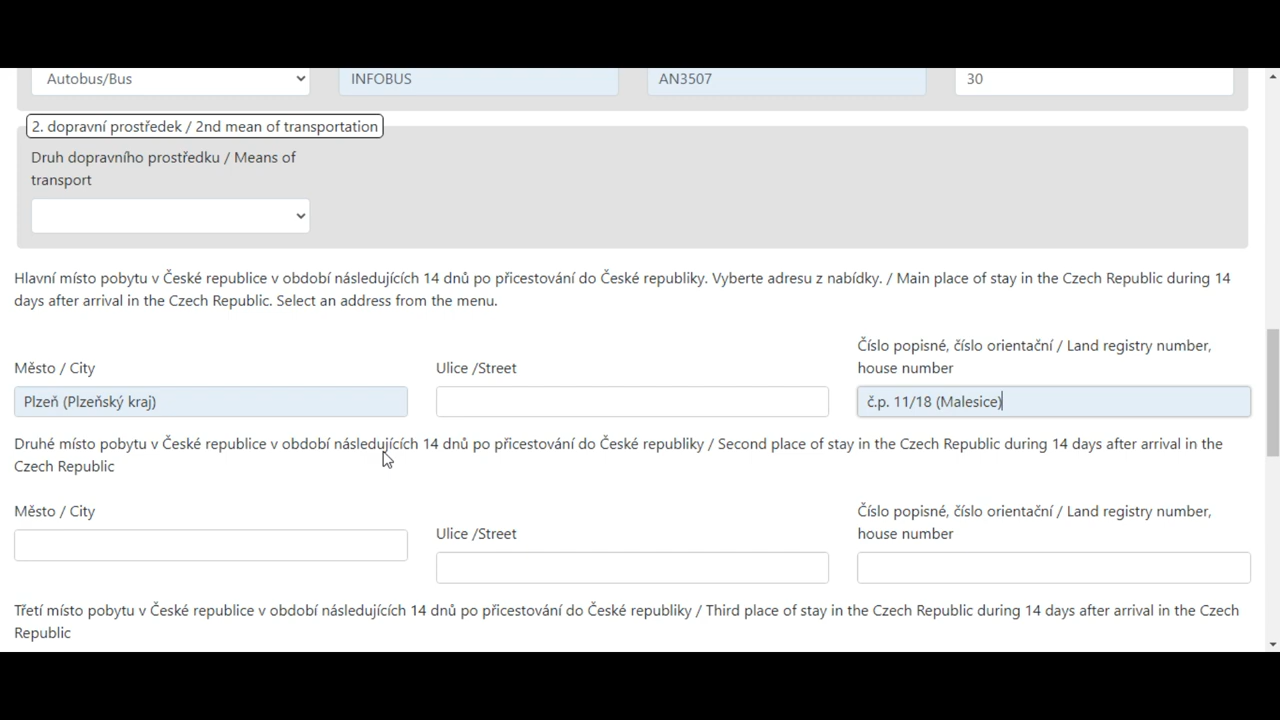 Autobus/Bus INFOBUS AN3507 30
2. dopravní prostředek / 2nd mean of transportation
Druh dopravního prostředku / Means of
transport
Hlavní místo pobytu v České republice v období následujících 14 dnů po přicestování do České republiky. Vyberte adresu z nabídky. / Main place of stay in the Czech Republic during 14
days after arrival in the Czech Republic. Select an address from the menu.
Město / City
Ulice /Street
Číslo popisné, číslo orientační / Land registry number,
house number
Plzeň (Plzeňský kraj)
č.p. 11/18 (Malesice)
Druhé místo pobytu v České republice v období následujících 14 dnů po přicestování do České republiky / Second place of stay in the Czech Republic during 14 days after arrival in the
Czech Republic
Město / City
Ulice /Street
Číslo popisné, číslo orientační / Land registry number,
house number
Třetí místo pobytu v České republice v období následujících 14 dnů po přicestování do České republiky / Third place of stay in the Czech Republic during 14 days after arrival in the Czech
Republic